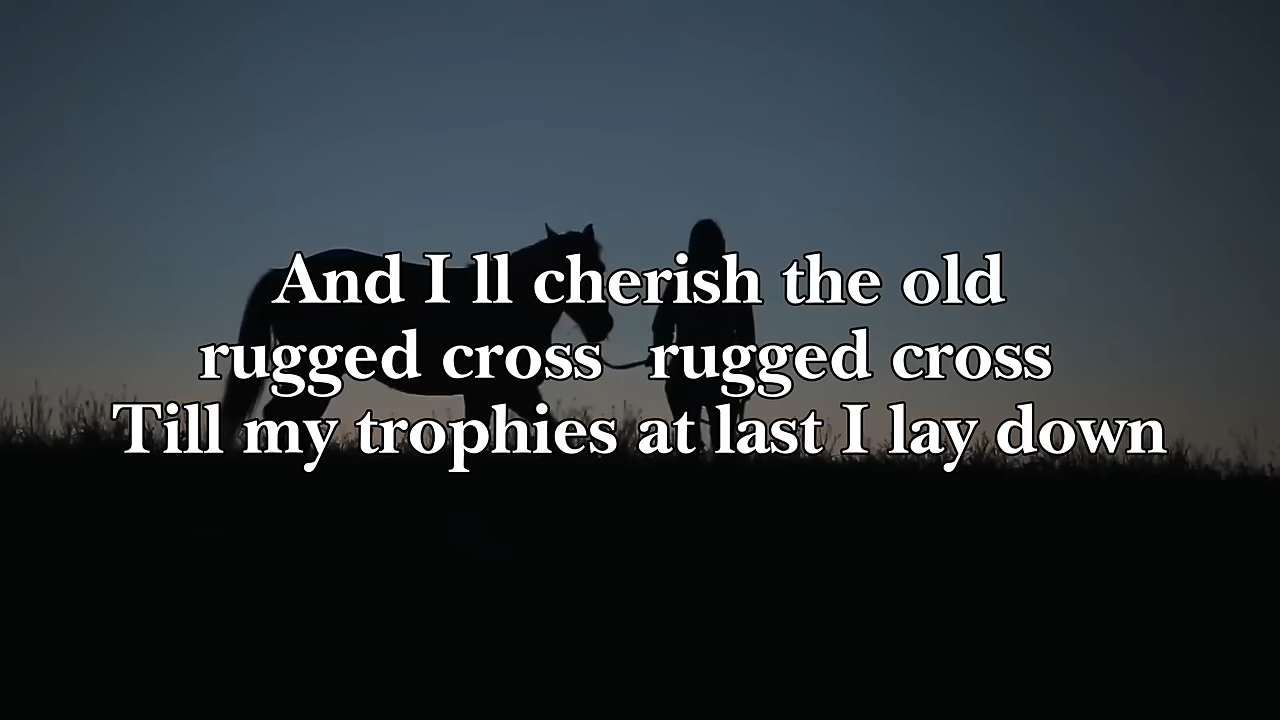 And I ll cherish the old
rugged cross   rugged cross
Till my trophies at last I lay down